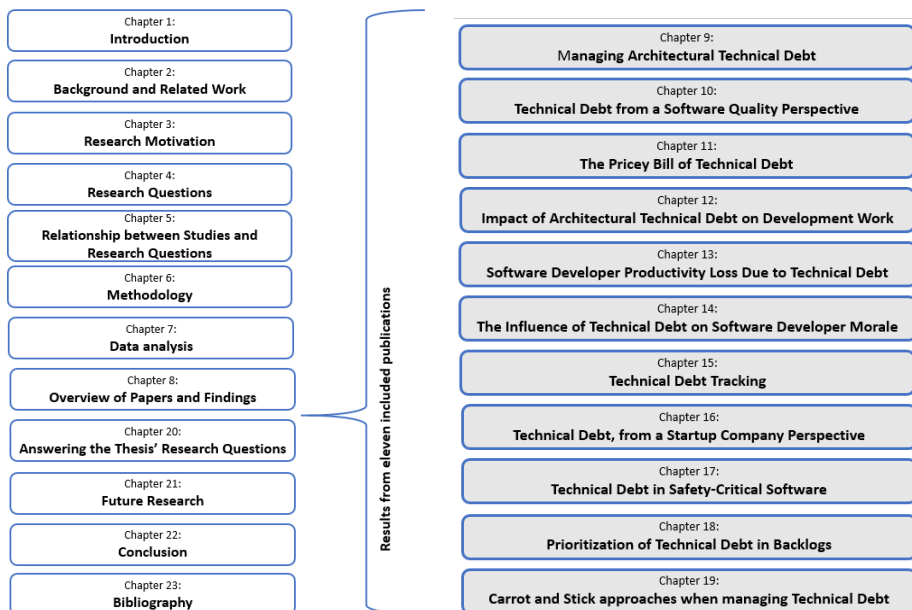 Chapter 1:
Introduction
Chapter 2:
Background and Related Work
Chapter 3:
Research Motivation
Chapter 4:
Research Questions
Chapter 5:
Relationship between Studies and
Research Questions
Chapter 6:
Methodology
Chapter 7:
Data analysis
Chapter 8:
Overview of Papers and Findings
Chapter 20:
Answering the Thesis’ Research Questions
Chapter 21:
Future Research
Chapter 22:
Conclusion
Chapter 23:
Bibliography
Results from eleven included publications
Chapter 9:
Managing Architectural Technical Debt
Chapter 10:
Technical Debt from a Software Quality Perspective
Chapter 11:
The Pricey Bill of Technical Debt
Chapter 12:
Impact of Architectural Technical Debt on Development Work
Chapter 13:
Software Developer Productivity Loss Due to Technical Debt
Chapter 14:
The Influence of Technical Debt on Software Developer Morale
Chapter 15:
Technical Debt Tracking
Chapter 16:
Technical Debt, from a Startup Company Perspective
Chapter 17:
Technical Debt in Safety-Critical Software
Chapter 18:
Prioritization of Technical Debt in Backlogs
Chapter 19:
Carrot and Stick approaches when managing Technical Debt